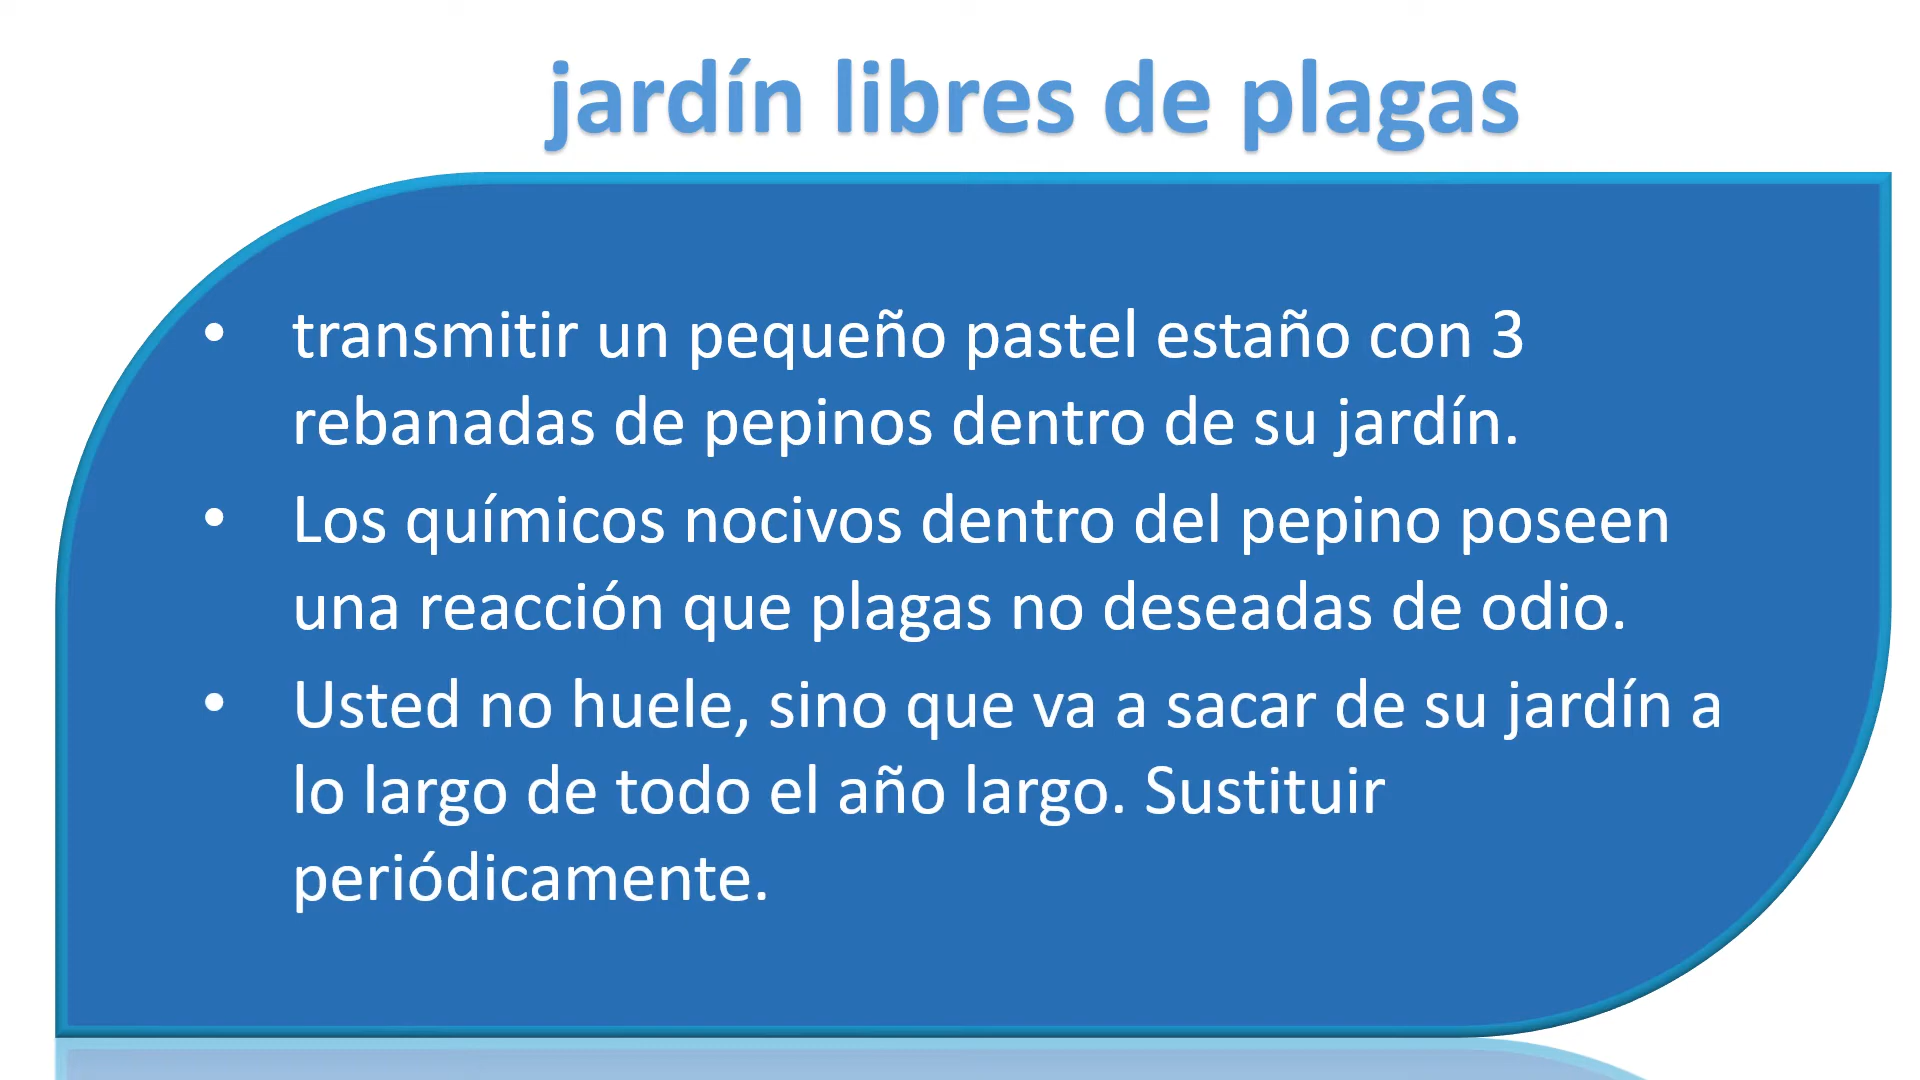 jardín libres de plagas
• transmitir un pequeño pastel estaño con 3
rebanadas de pepinos dentro de su jardín.
• Los químicos nocivos dentro del pepino poseen
una reacción que plagas no deseadas de odio.
• Usted no huele, sino que va a sacar de su jardín a
lo largo de todo el año largo. Sustituir
periódicamente.